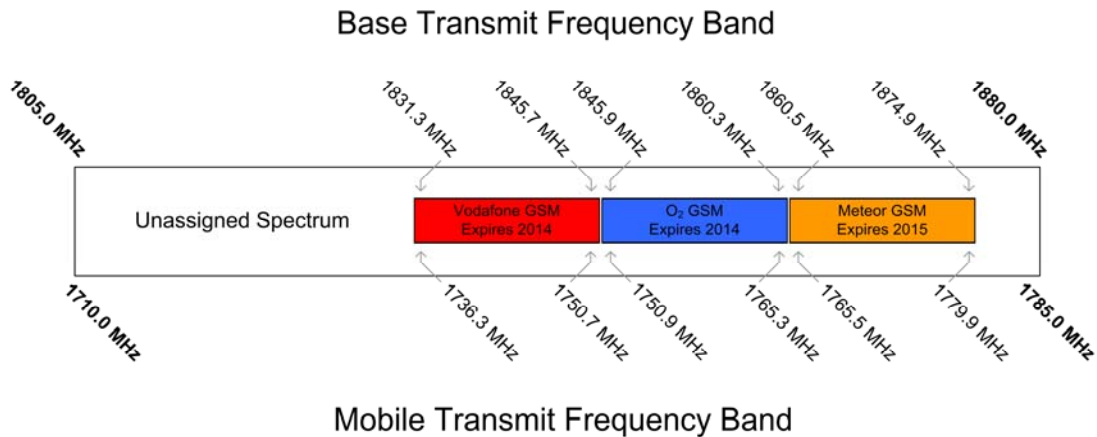 Base Transmit Frequency Band
1805.0 MHz
1831.3 MHz
1845.7 MHz
1845.9 MHz
1860.3 MHz
1860.5 MHz
1874.9 MHz
1880.0 MHz
Unassigned Spectrum
Vodafone GSM
Expires 2014
O₂ GSM
Expires 2014
Meteor GSM
Expires 2015
1710.0 MHz
1736.3 MHz
1750.7 MHz
1750.9 MHz
1765.3 MHz
1765.5 MHz
1779.9 MHz
1785.0 MHz
Mobile Transmit Frequency Band